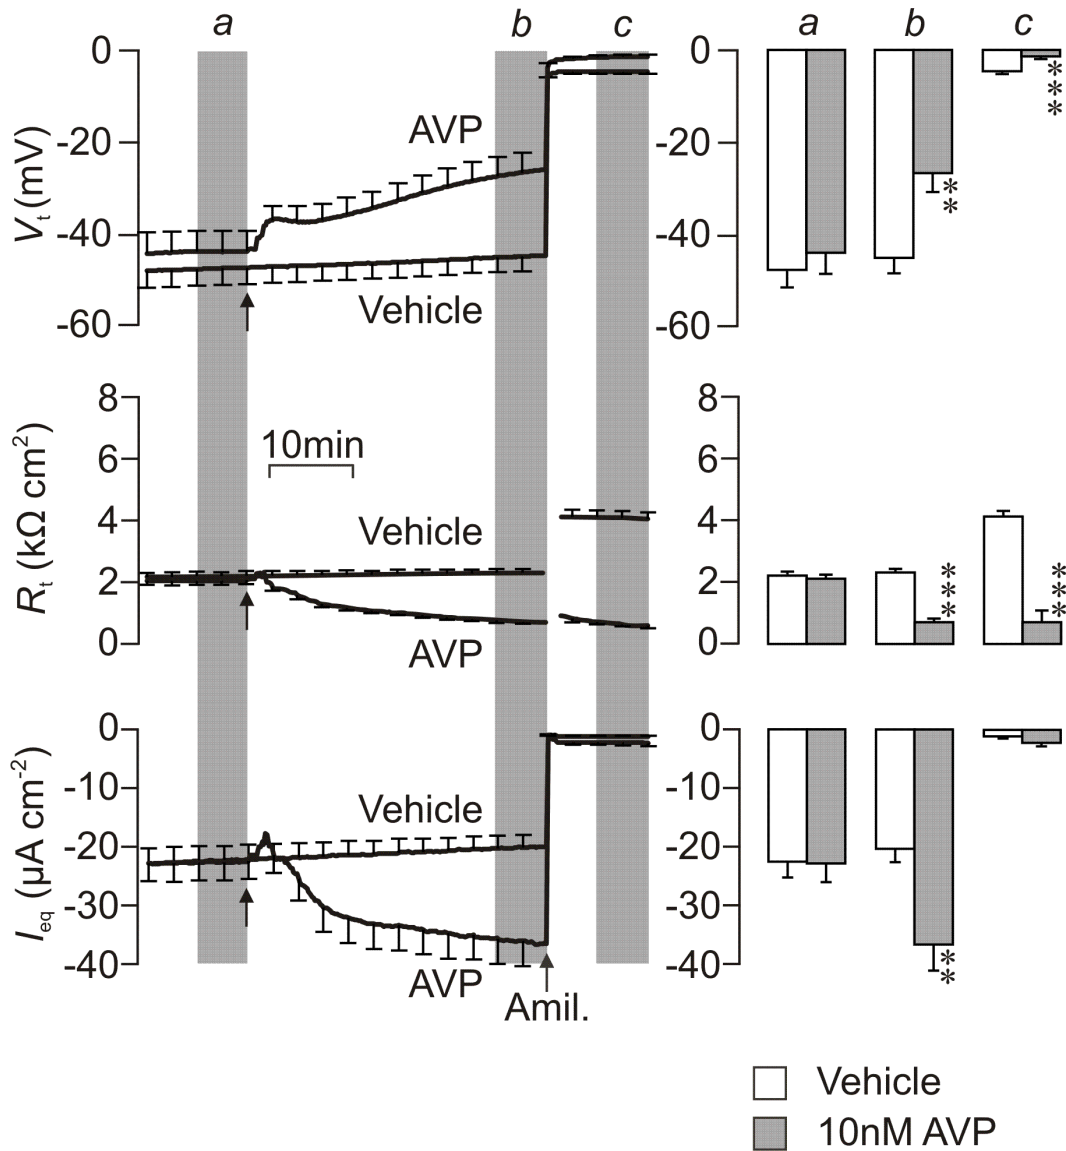 a b c a b c
0 0
-20 AVP -20 *** 
Vt (mV) **
-40 -40
Vehicle
-60 -60
8 8
10min
6 6
Rt (kΩ cm2)
4 Vehicle 4
2 2 *** ***
0 AVP 0
0 0
-10 Vehicle -10
Ieq (µA cm-2)
-20 -20
-30 -30
-40 AVP -40 **
Amil.
Vehicle
10nM AVP